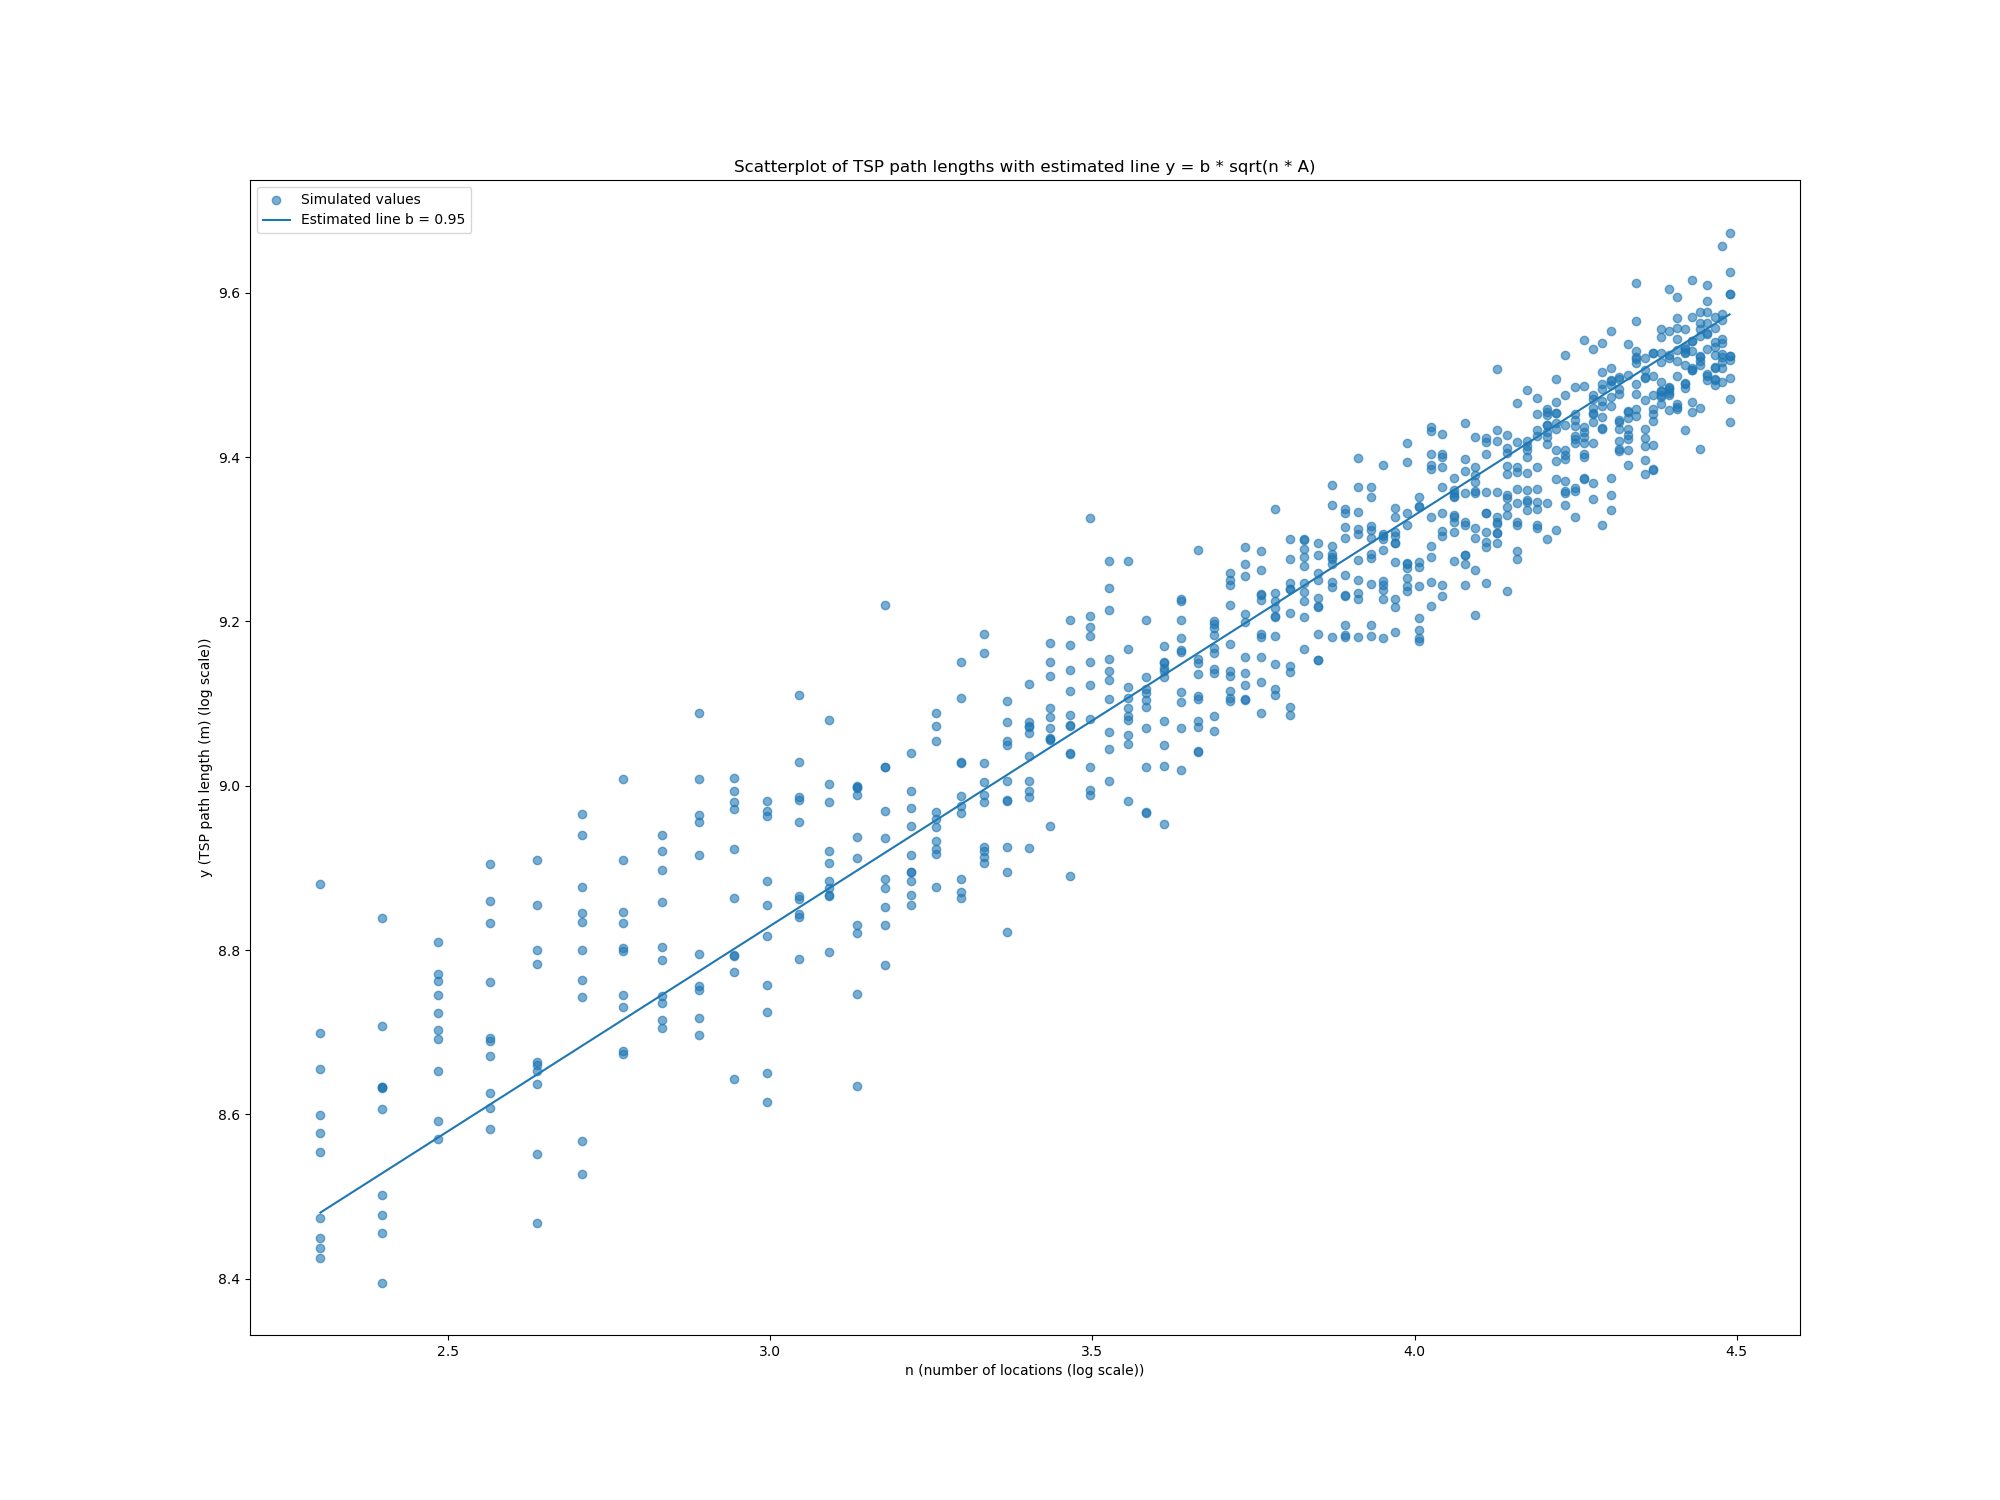 Scatterplot of TSP path lengths with estimated line y = b * sqrt(n * A)
Simulated values
Estimated line b = 0.95
9.6
9.4
9.2
9.0
8.8
8.6
8.4
y (TSP path length (m) (log scale))
2.5
3.0
3.5
4.0
4.5
n (number of locations (log scale))